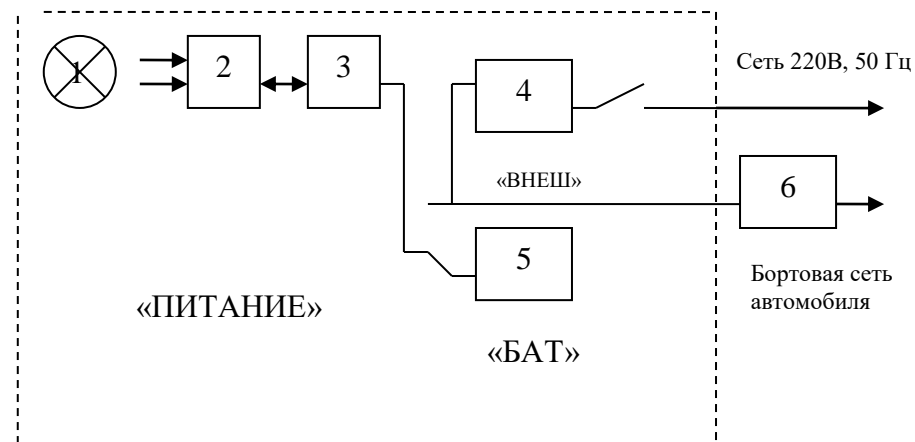 1
2
3
4
Сеть 220В, 50 Гц
«ВНЕШ»
6
5
Бортовая сеть
автомобиля
«ПИТАНИЕ»
«БАТ»